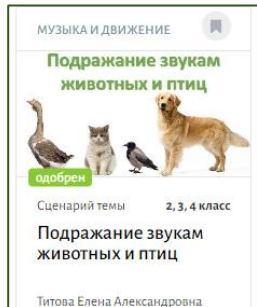 МУЗЫКА И ДВИЖЕНИЕ
Подражание звукам
животных и птиц
одобрен
Сценарий темы 2, 3, 4 класс
Подражание звукам
животных и птиц
Титова Елена Александровна